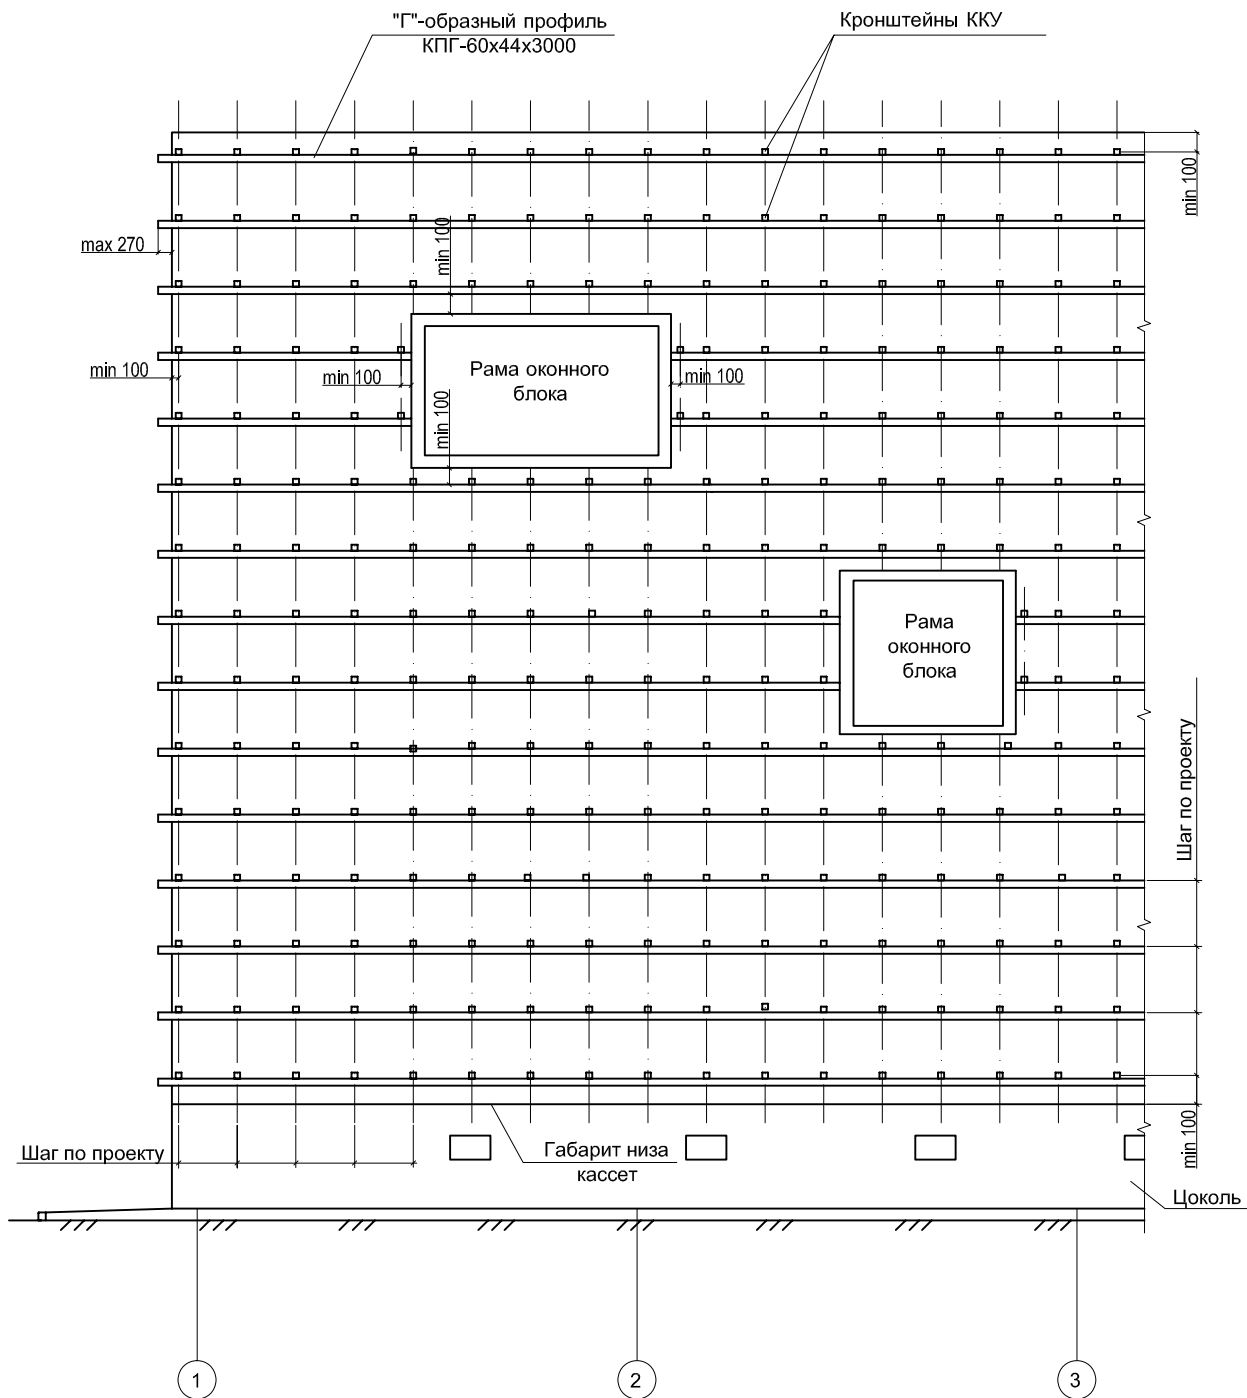 "Г"-образный профиль
КПГ-60х44х3000
Кронштейны ККУ
min 100
max 270
min 100
min 100
min 100
Рама оконного
блока
min 100
min 100
Рама
оконного
блока
Шаг по проекту
Шаг по проекту
Габарит низа
кассет
min 100
Цоколь
1
2
3